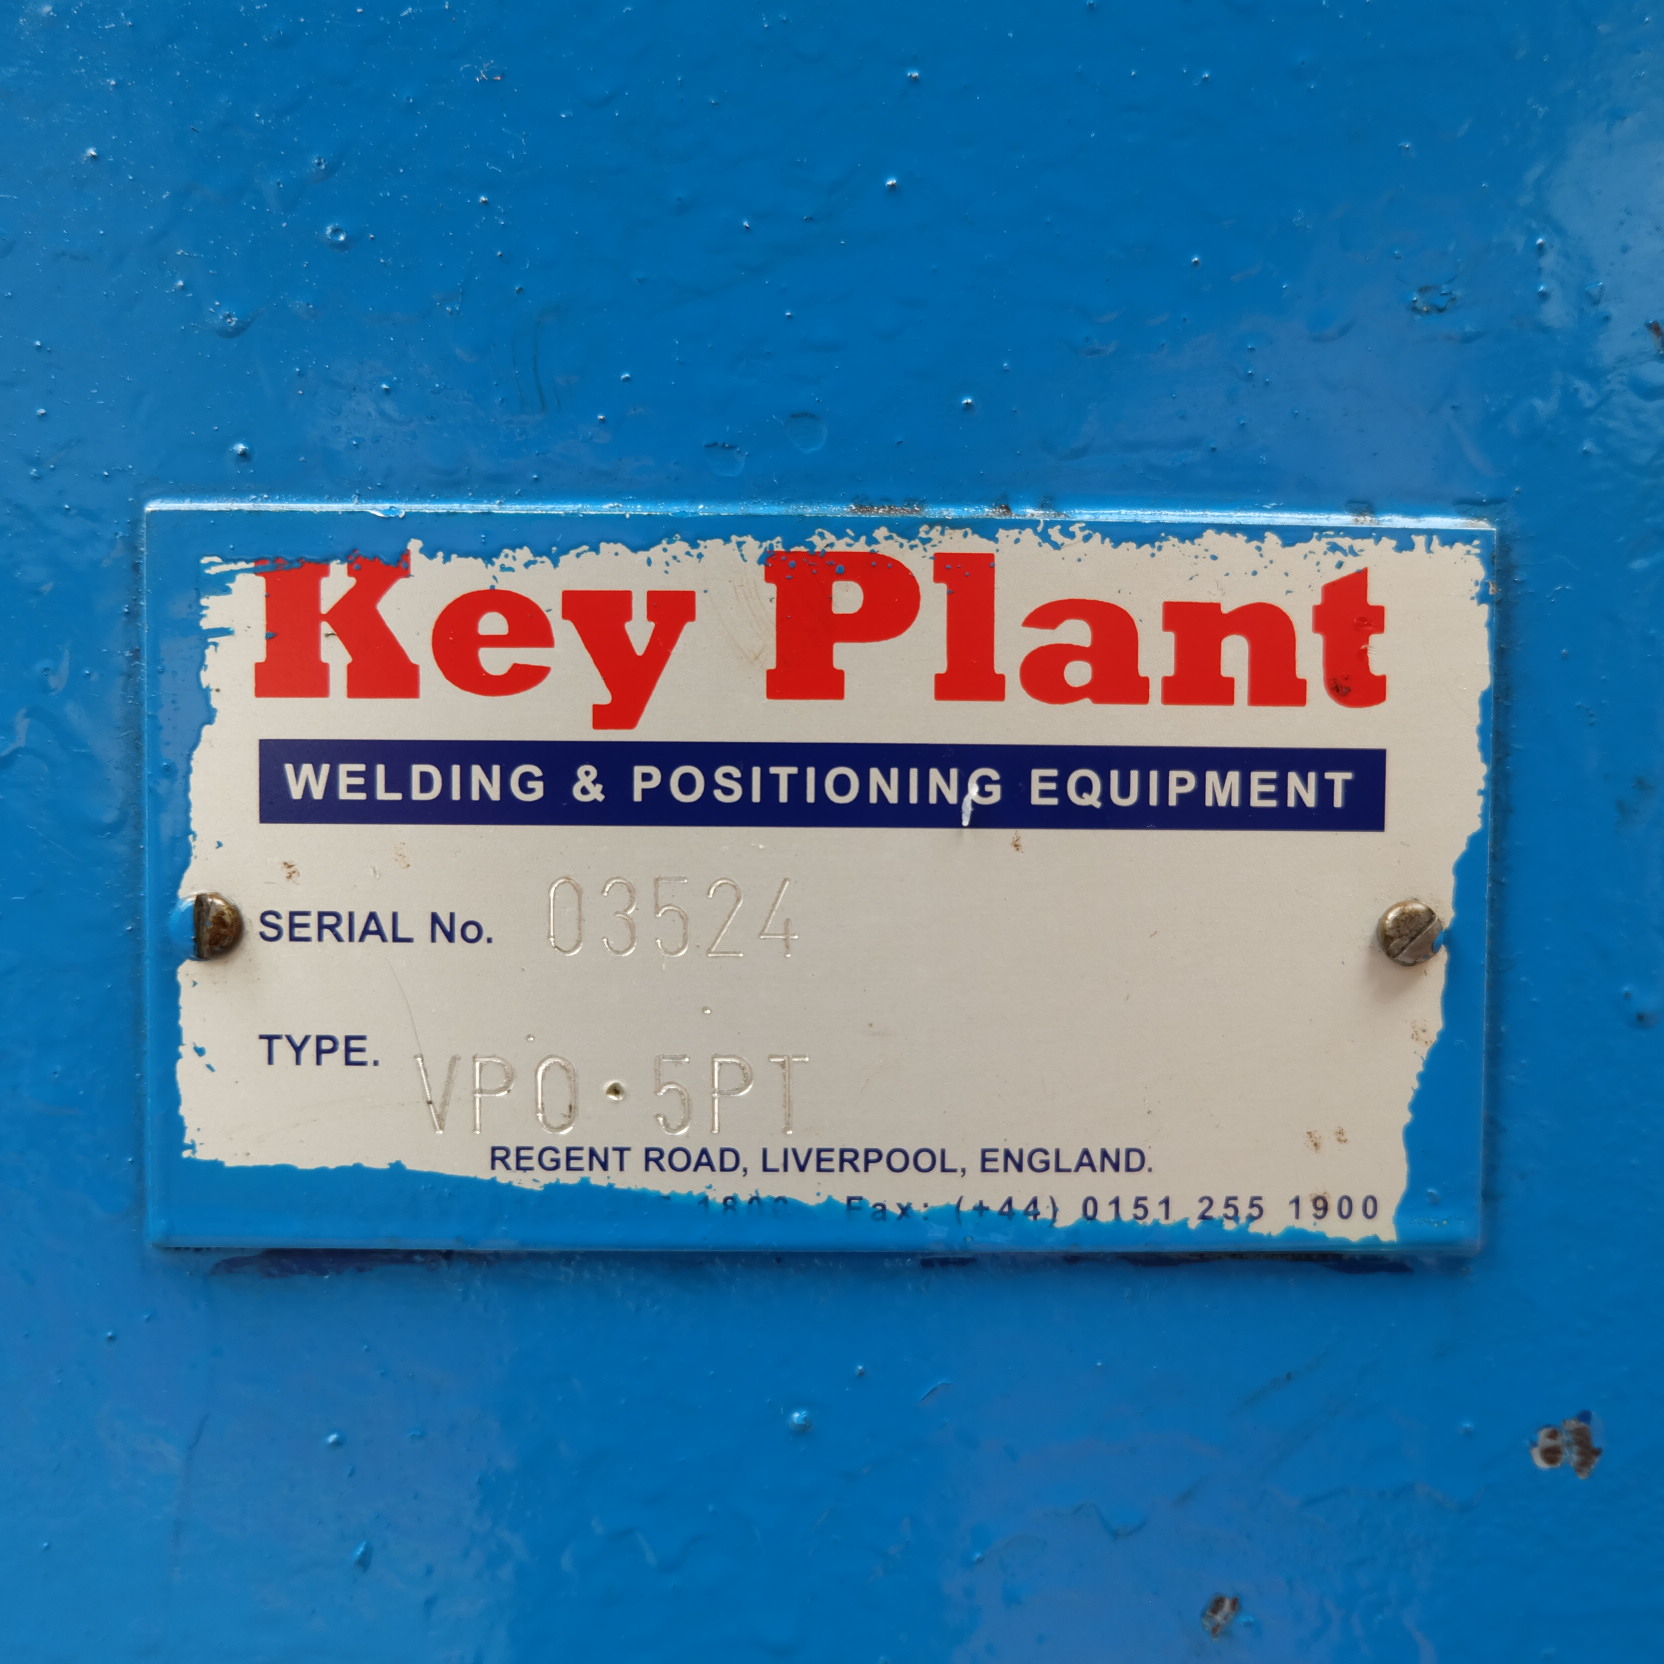 Key Plant
WELDING & POSITIONING EQUIPMENT
SERIAL No. 03524
TYPE. VPO·5PT
REGENT ROAD, LIVERPOOL, ENGLAND.
1800 Fax: (+44) 0151 255 1900